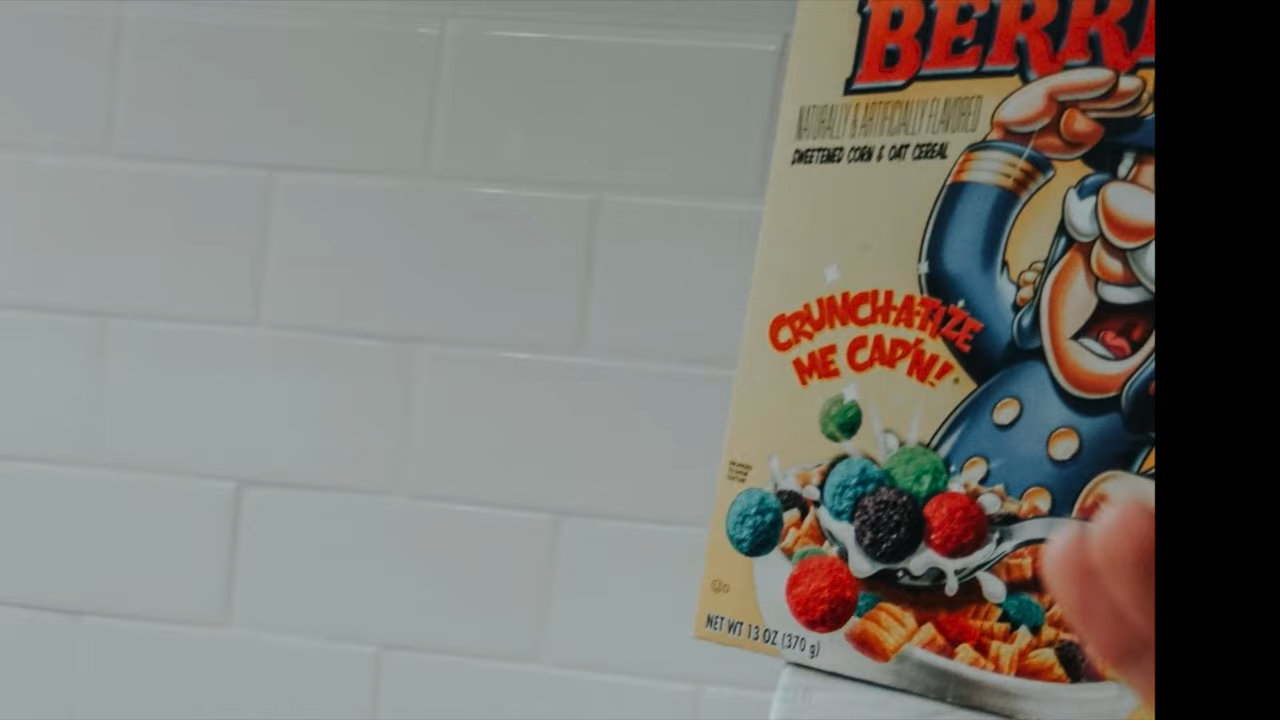 BERR
NATURALLY & ARTIFICIALLY FLAVORED
SWEETENED CORN & OAT CEREAL
CRUNCH-A-TIZE
ME CAP'N!
NET WT 13 OZ (370 g)